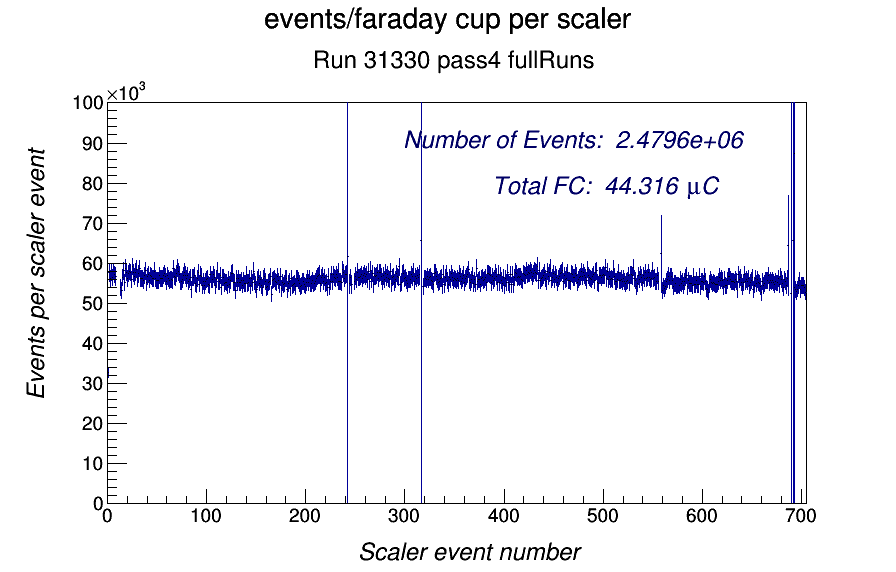 events/faraday cup per scaler
Run 31330 pass4 fullRuns
×10³
100
90
80
70
60
50
40
30
20
10
0
Events per scaler event
Number of Events: 2.4796e+06
Total FC: 44.316 μC
0 100 200 300 400 500 600 700
Scaler event number